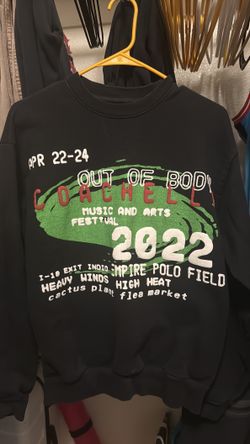 APR 22-24
OUT OF BODY
COACHELLA
MUSIC AND ARTS
FESTIVAL
2022
I-10 EXIT INDIO EMPIRE POLO FIELD
HEAVY WINDS HIGH HEAT
cactus plant flea market